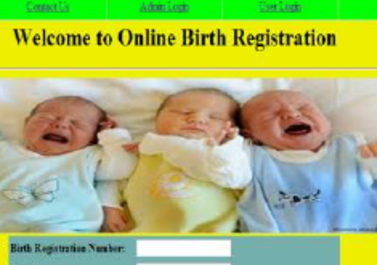 Contact Us Admin Login User Login
Welcome to Online Birth Registration
Birth Registration Number: